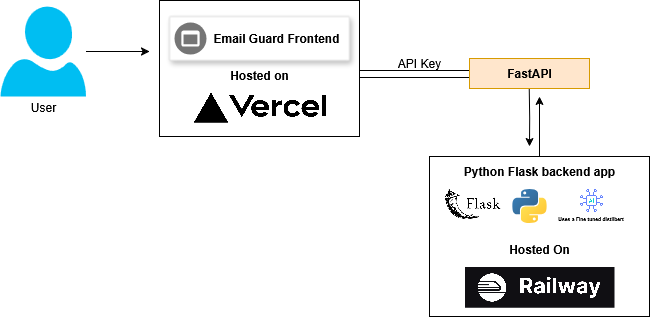 User
Email Guard Frontend
Hosted on
Vercel
API Key
FastAPI
Python Flask backend app
Flask
AI
Uses a Fine tuned distilbert
Hosted On
Railway